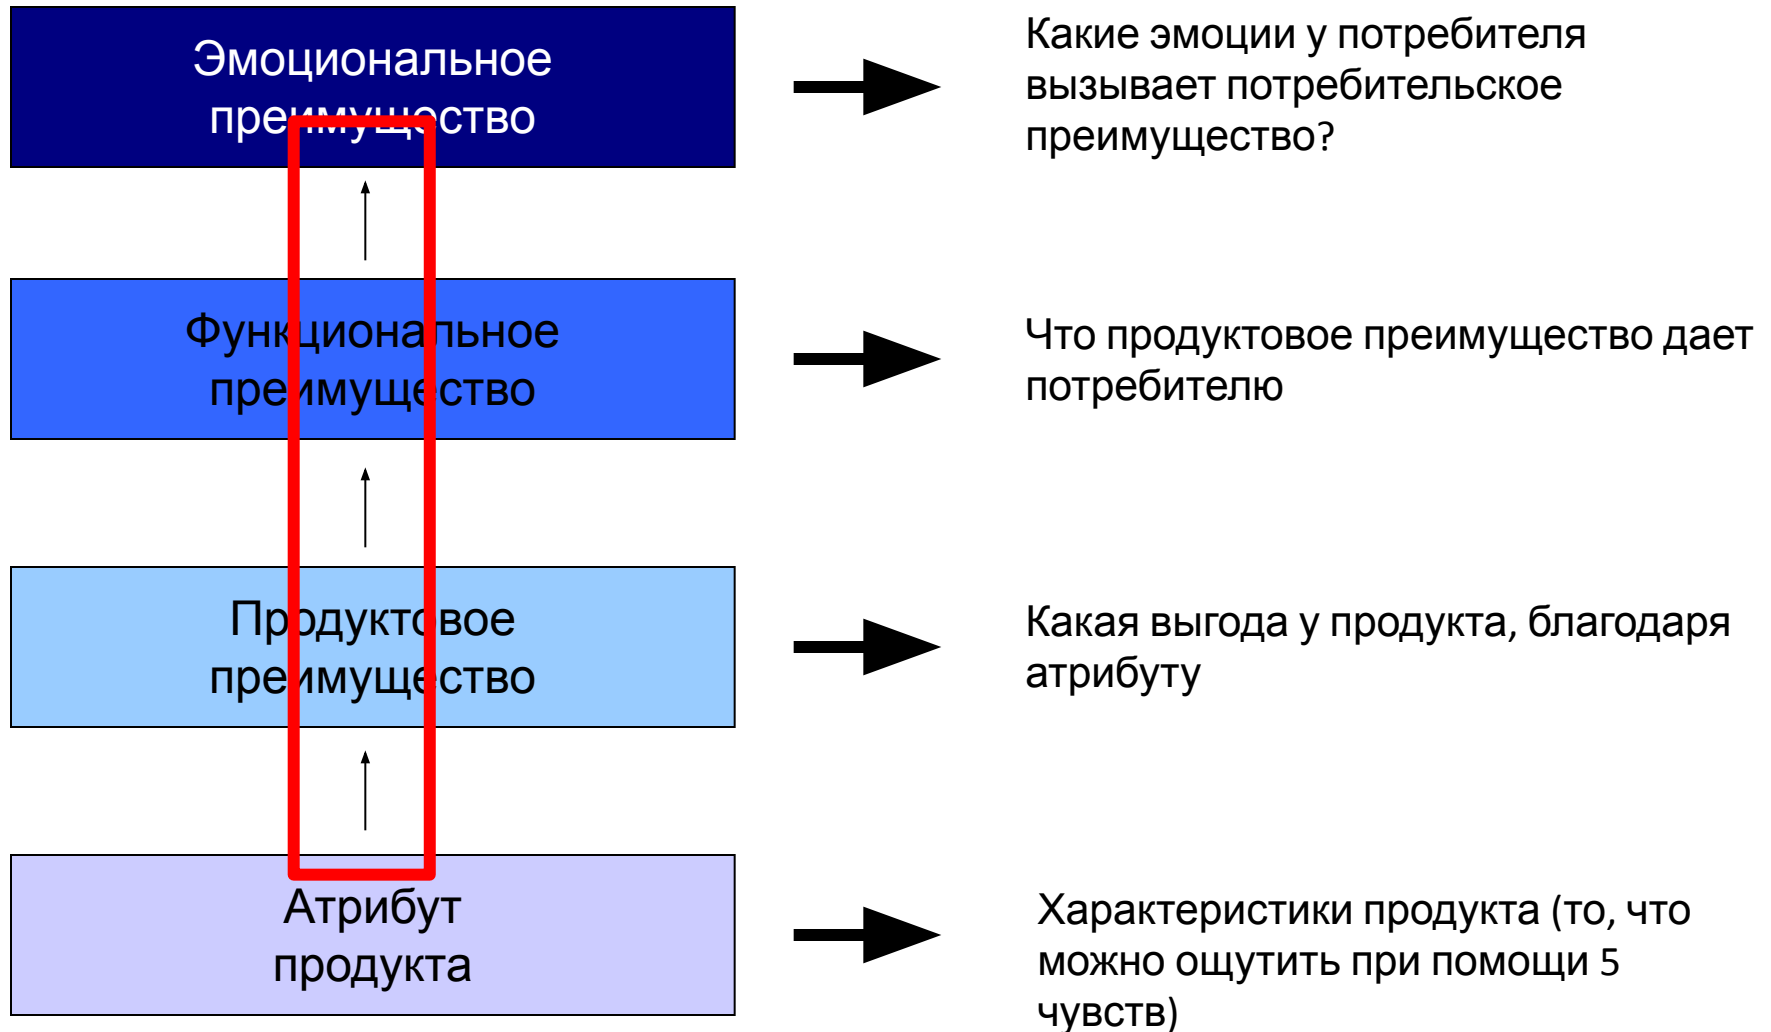 Эмоциональное
преимущество
Какие эмоции у потребителя
вызывает потребительское
преимущество?
Функциональное
преимущество
Что продуктовое преимущество дает
потребителю
Продуктовое
преимущество
Какая выгода у продукта, благодаря
атрибуту
Атрибут
продукта
Характеристики продукта (то, что
можно ощутить при помощи 5
чувств)